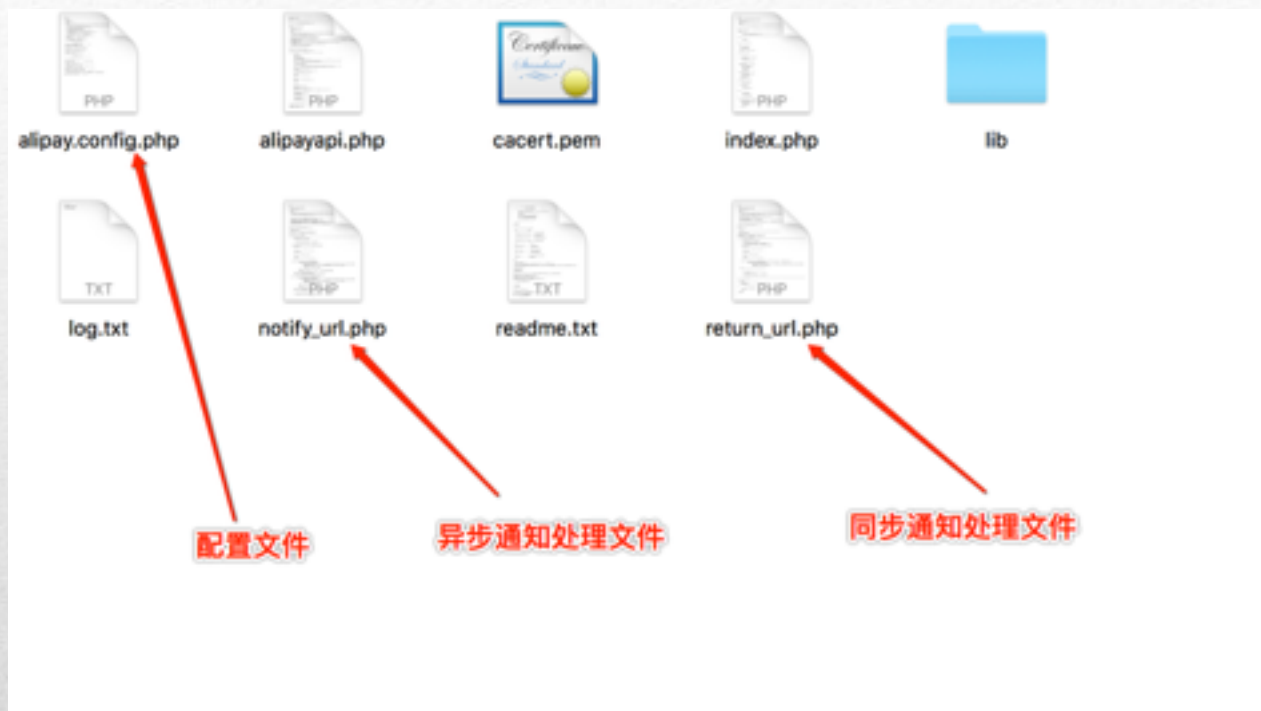 PHP
PHP
Certificate
Standard
PHP
alipay.config.php
alipayapi.php
cacert.pem
index.php
lib
TXT
PHP
TXT
PHP
log.txt
notify_url.php
readme.txt
return_url.php
配置文件
异步通知处理文件
同步通知处理文件